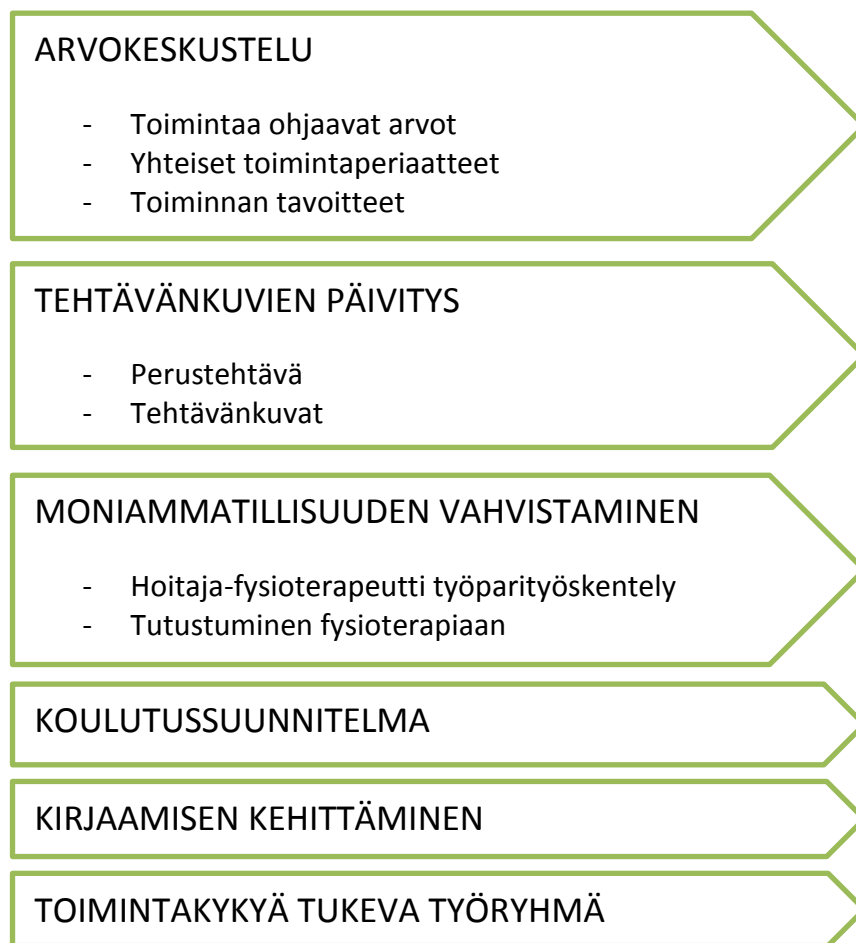 ARVOKESKUSTELU
- Toimintaa ohjaavat arvot
- Yhteiset toimintaperiaatteet
- Toiminnan tavoitteet
TEHTÄVÄNKUVIEN PÄIVITYS
- Perustehtävä
- Tehtävänkuvat
MONIAMMATILLISUUDEN VAHVISTAMINEN
- Hoitaja-fysioterapeutti työparityöskentely
- Tutustuminen fysioterapiaan
KOULUTUSSUUNNITELMA
KIRJAAMISEN KEHITTÄMINEN
TOIMINTAKYKYÄ TUKEVA TYÖRYHMÄ